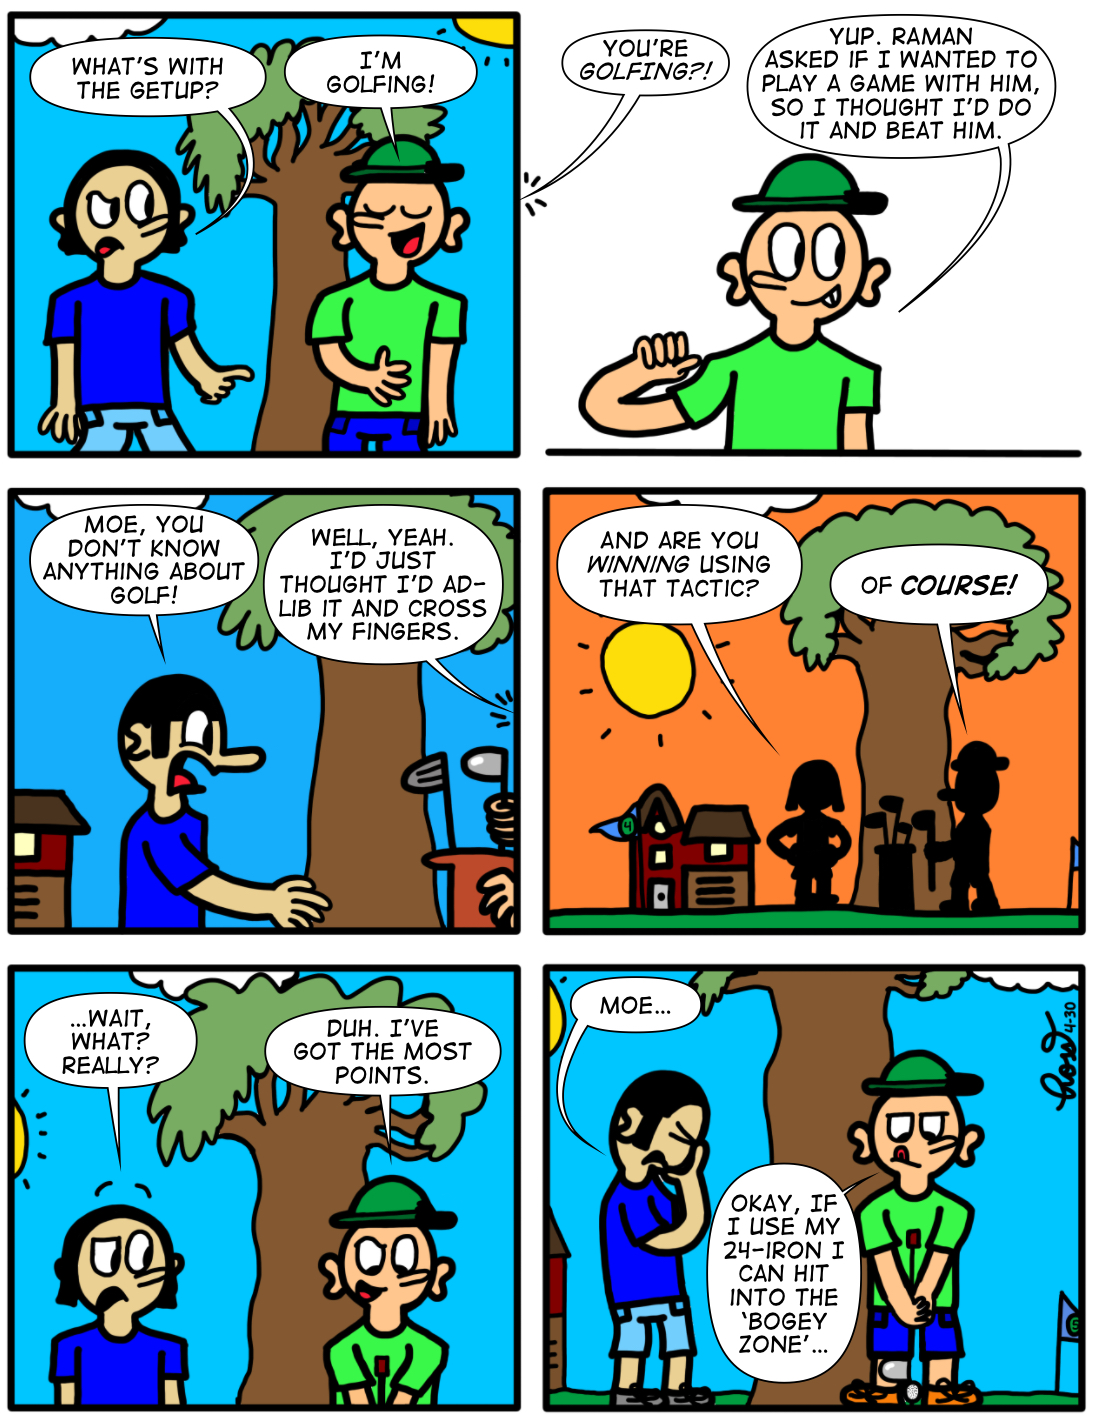 WHAT'S WITH
THE GETUP?
I'M
GOLFING!
YOU'RE
GOLFING?!
YUP. RAMAN
ASKED IF I WANTED TO
PLAY A GAME WITH HIM,
SO I THOUGHT I'D DO
IT AND BEAT HIM.
MOE, YOU
DON'T KNOW
ANYTHING ABOUT
GOLF!
WELL, YEAH.
I'D JUST
THOUGHT I'D AD-
LIB IT AND CROSS
MY FINGERS.
AND ARE YOU
WINNING USING
THAT TACTIC?
OF COURSE!
4
...WAIT,
WHAT?
REALLY?
DUH. I'VE
GOT THE MOST
POINTS.
MOE...
OKAY, IF
I USE MY
24-IRON I
CAN HIT
INTO THE
'BOGEY
ZONE'...
4-30
5